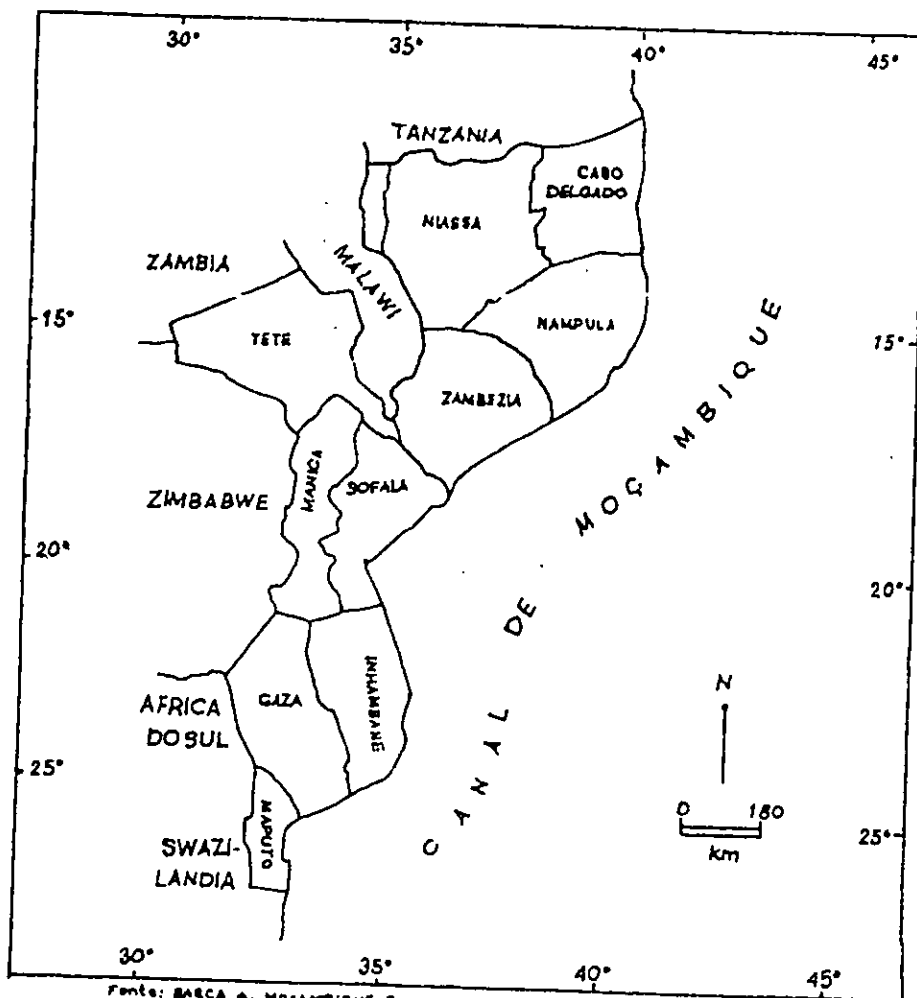 30°
35°
40°
45°
TANZANIA
CABO
DELGADO
NIASSA
ZAMBIA
MALAWI
15°
TETE
NAMPULA
15°
ZAMBEZIA
ZIMBABWE
MANICA
SOFALA
20°
20°
CANAL DE MOÇAMBIQUE
AFRICA
DO SUL
GAZA
INHAMBANE
N
25°
MAPUTO
0 180
km
25°
SWAZI-
LANDIA
30°
35°
40°
45°
Fonte: BARCA A. MOÇAMBIQUE